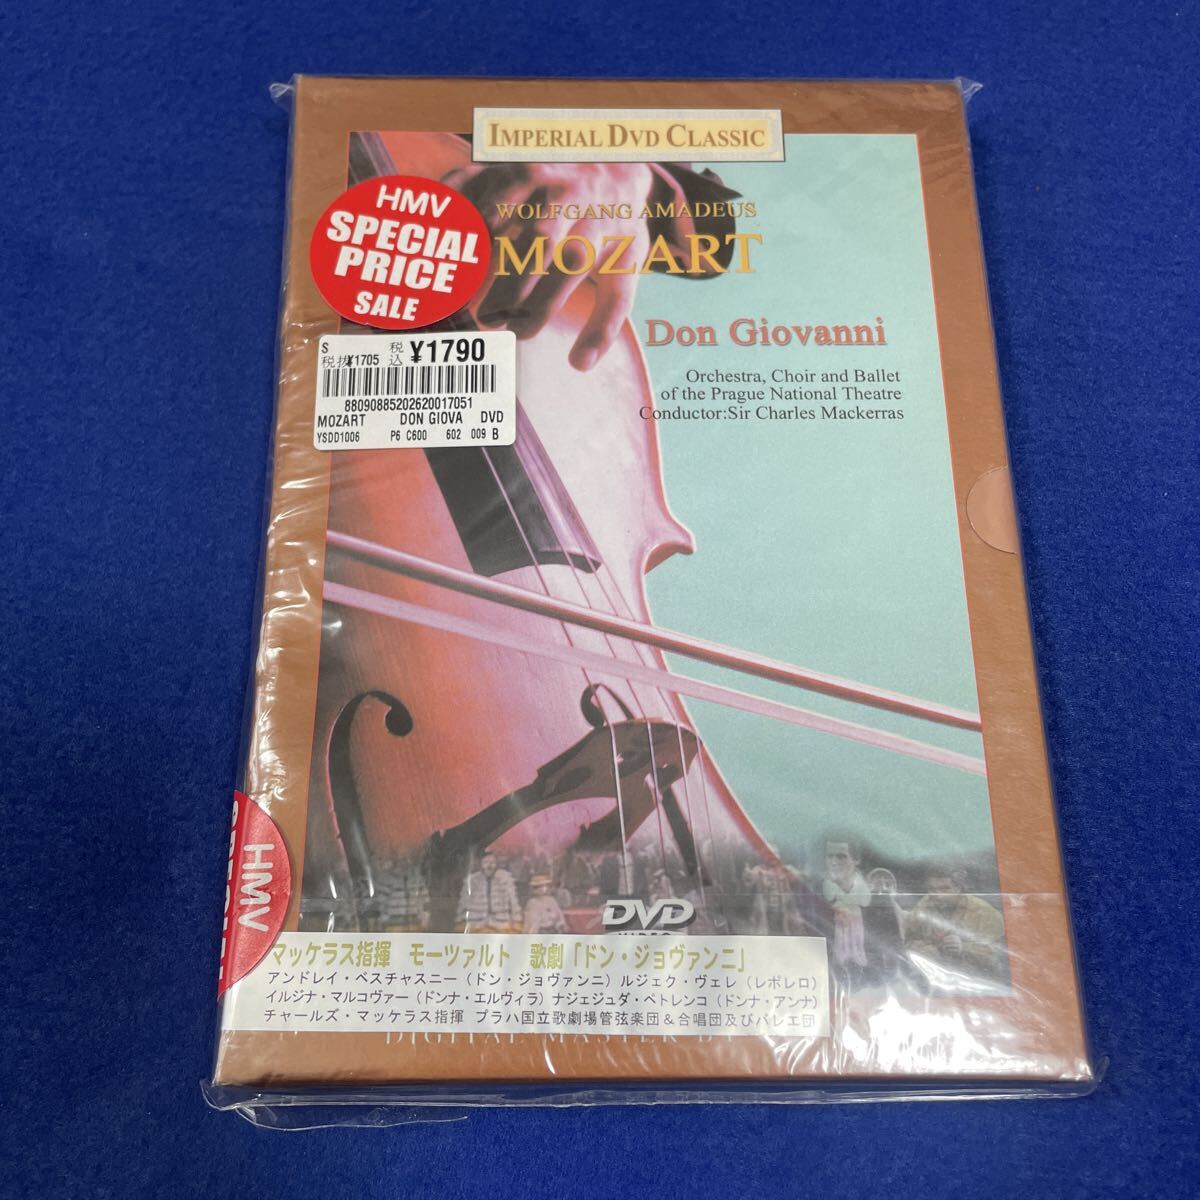 IMPERIAL DVD CLASSIC
HMV
SPECIAL
PRICE
SALE
WOLFGANG AMADEUS
MOZART
Don Giovanni
Orchestra, Choir and Ballet
of the Prague National Theatre
Conductor:Sir Charles Mackerras
S 税 ¥1790
税抜¥1705 込
88090885202620017051
MOZART DON GIOVA DVD
YSDD1006 P6 C600 602 009 B
HMV
DVD
マッケラス指揮 モーツァルト 歌劇「ドン・ジョヴァンニ」
アンドレイ・ベスチャスニー(ドン・ジョヴァンニ)ルジェク・ヴェレ(レポレロ)
イルジナ・マルコヴァー(ドンナ・エルヴィラ)ナジェジュダ・ペトレンコ(ドンナ・アンナ)
チャールズ・マッケラス指揮 プラハ国立歌劇場管弦楽団&合唱団及びバレエ団
DIGITAL MASTER